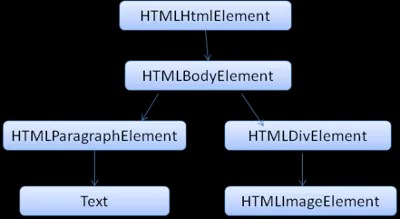 HTMLHtmlElement
HTMLBodyElement
HTMLParagraphElement
HTMLDivElement
Text
HTMLImageElement